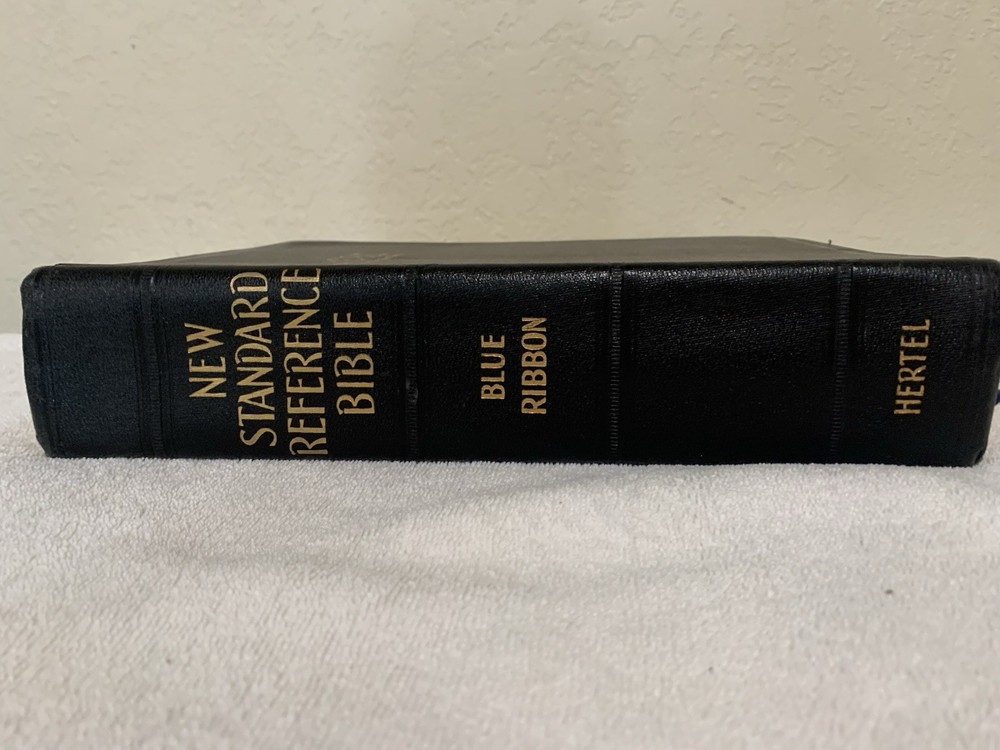 NEW
STANDARD
REFERENCE
BIBLE
BLUE
RIBBON
HERTEL